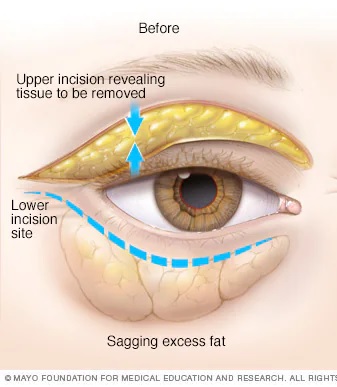 Before
Upper incision revealing
tissue to be removed
Lower
incision
site
Sagging excess fat
© MAYO FOUNDATION FOR MEDICAL EDUCATION AND RESEARCH. ALL RIGHTS